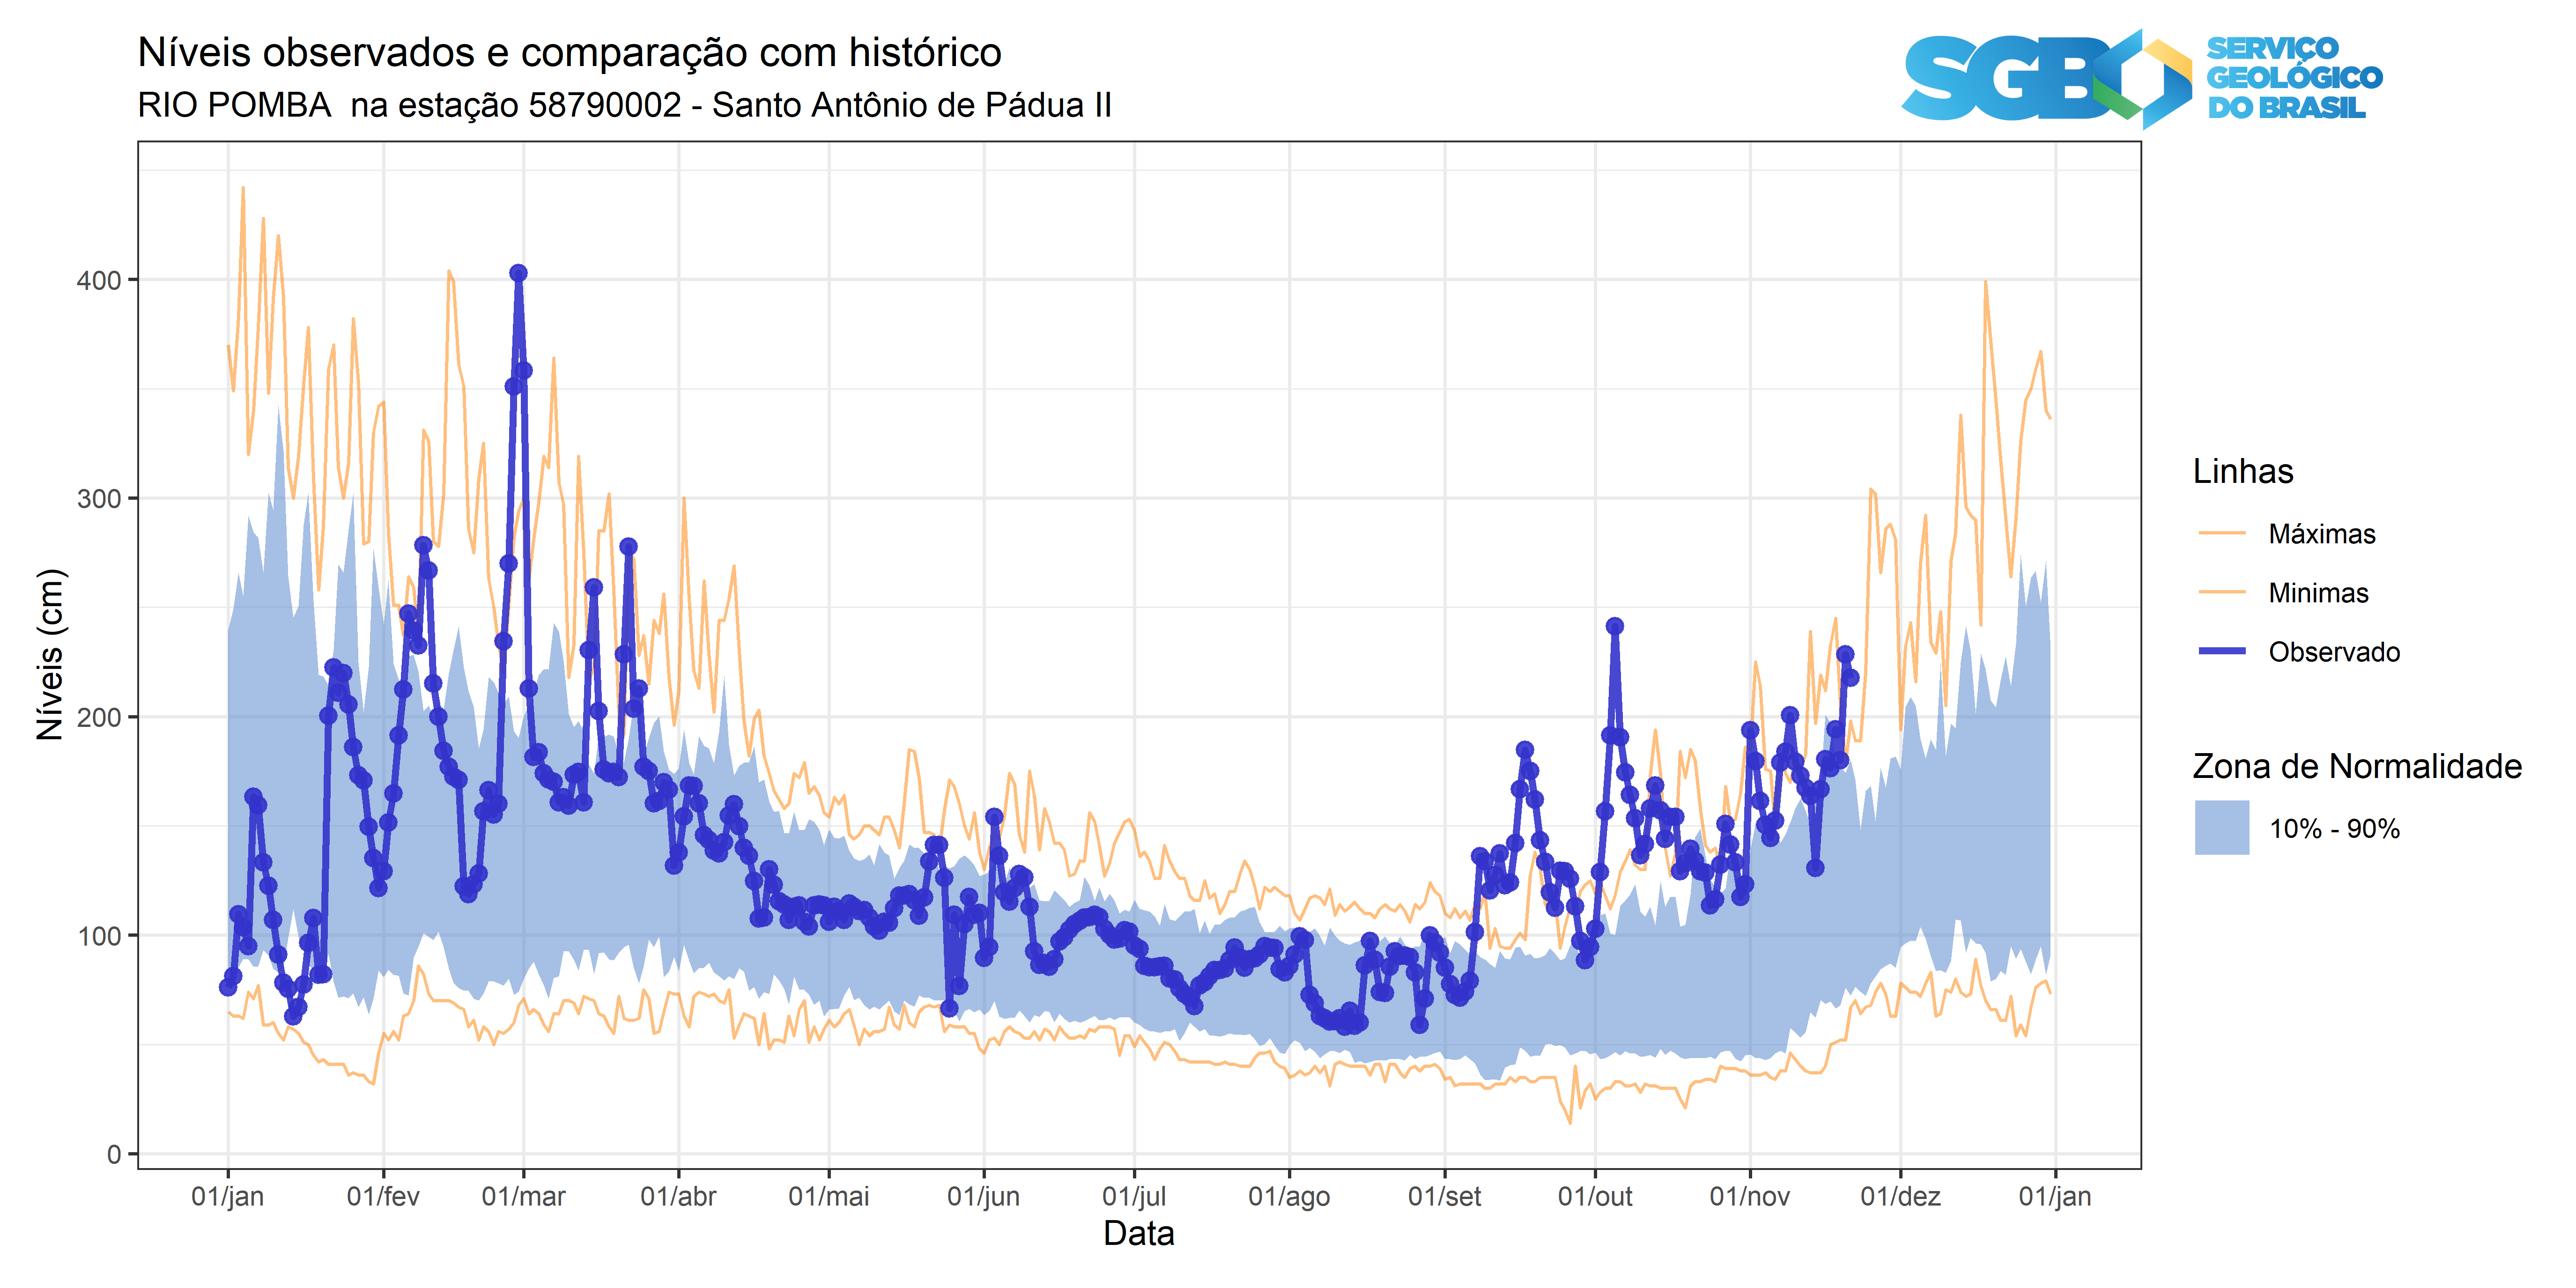 Níveis observados e comparação com histórico
RIO POMBA  na estação 58790002 - Santo Antônio de Pádua II
SGB
SERVIÇO
GEOLÓGICO
DO BRASIL
Níveis (cm)
400
300
200
100
0
01/jan
01/fev
01/mar
01/abr
01/mai
01/jun
01/jul
01/ago
01/set
01/out
01/nov
01/dez
01/jan
Data
Linhas
Máximas
Minimas
Observado
Zona de Normalidade
10% - 90%